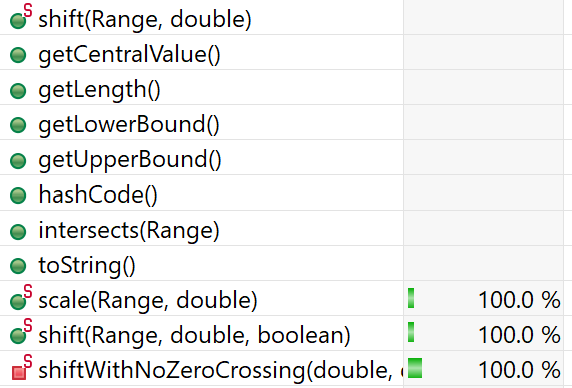 S shift(Range, double)
getCentralValue()
getLength()
getLowerBound()
getUpperBound()
hashCode()
intersects(Range)
toString()
S scale(Range, double) 100.0 %
S shift(Range, double, boolean) 100.0 %
S shiftWithNoZeroCrossing(double, 100.0 %